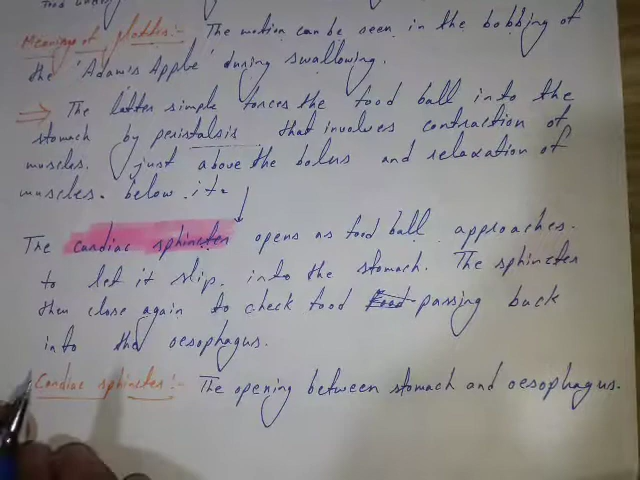 food
Meaning of glottis:- The motion can be seen in the bobbing of
the 'Adam's Apple' during swallowing.
⇒ The latter simple forces the food ball into the
stomach by peristalsis that involves contraction of
muscles. just above the bolus and relaxation of
muscles. below it.
The cardiac sphincter opens as food ball approaches.
to let it slip. into the stomach. The sphincter
then close again to check food passing back
into the oesophagus.
Cardiac sphincter:- The opening between stomach and oesophagus.